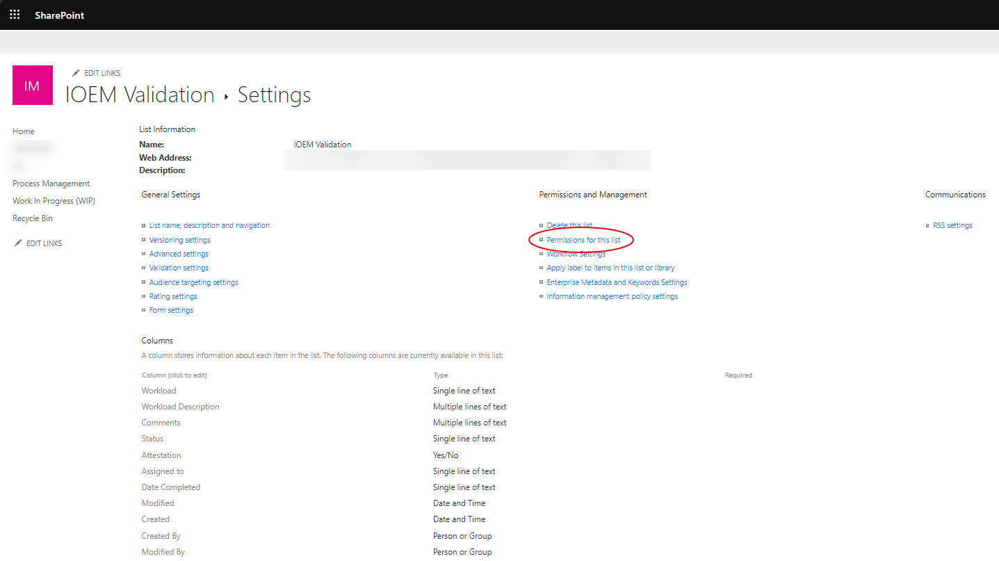 SharePoint
EDIT LINKS
IM
IOEM Validation ▸ Settings
Home
Process Management
Work In Progress (WIP)
Recycle Bin
EDIT LINKS
List Information
Name: IOEM Validation
Web Address:
Description:
General Settings Permissions and Management Communications
List name, description and navigation Delete this list RSS settings
Versioning settings Permissions for this list
Advanced settings Workflow Settings
Validation settings Apply label to items in this list or library
Audience targeting settings Enterprise Metadata and Keywords Settings
Rating settings Information management policy settings
Form settings
Columns
A column stores information about each item in the list. The following columns are currently available in this list:
Column (click to edit) Type Required
Workload Single line of text
Workload Description Multiple lines of text
Comments Multiple lines of text
Status Single line of text
Attestation Yes/No
Assigned to Single line of text
Date Completed Single line of text
Modified Date and Time
Created Date and Time
Created By Person or Group
Modified By Person or Group